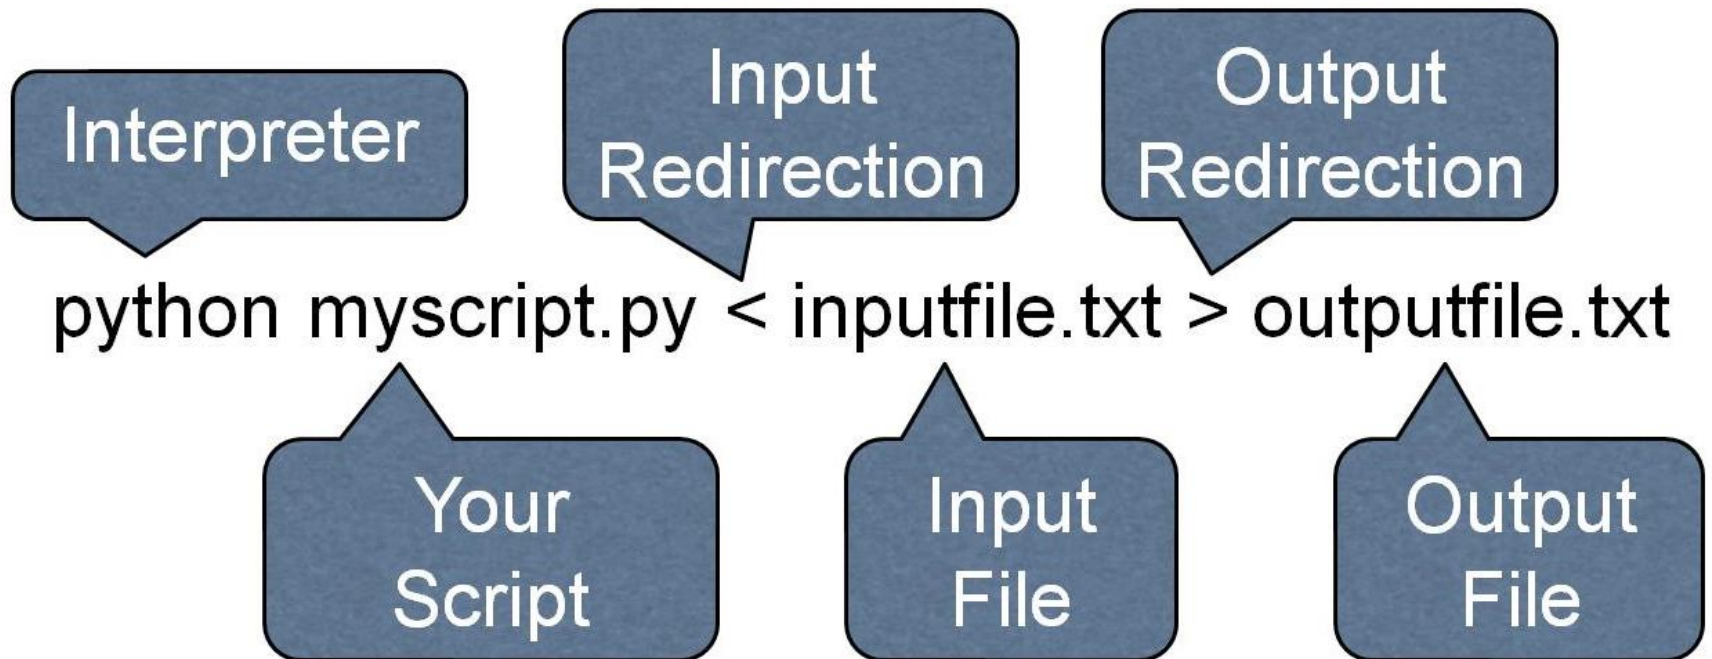 Interpreter
Input
Redirection
Output
Redirection
python myscript.py < inputfile.txt > outputfile.txt
Your
Script
Input
File
Output
File